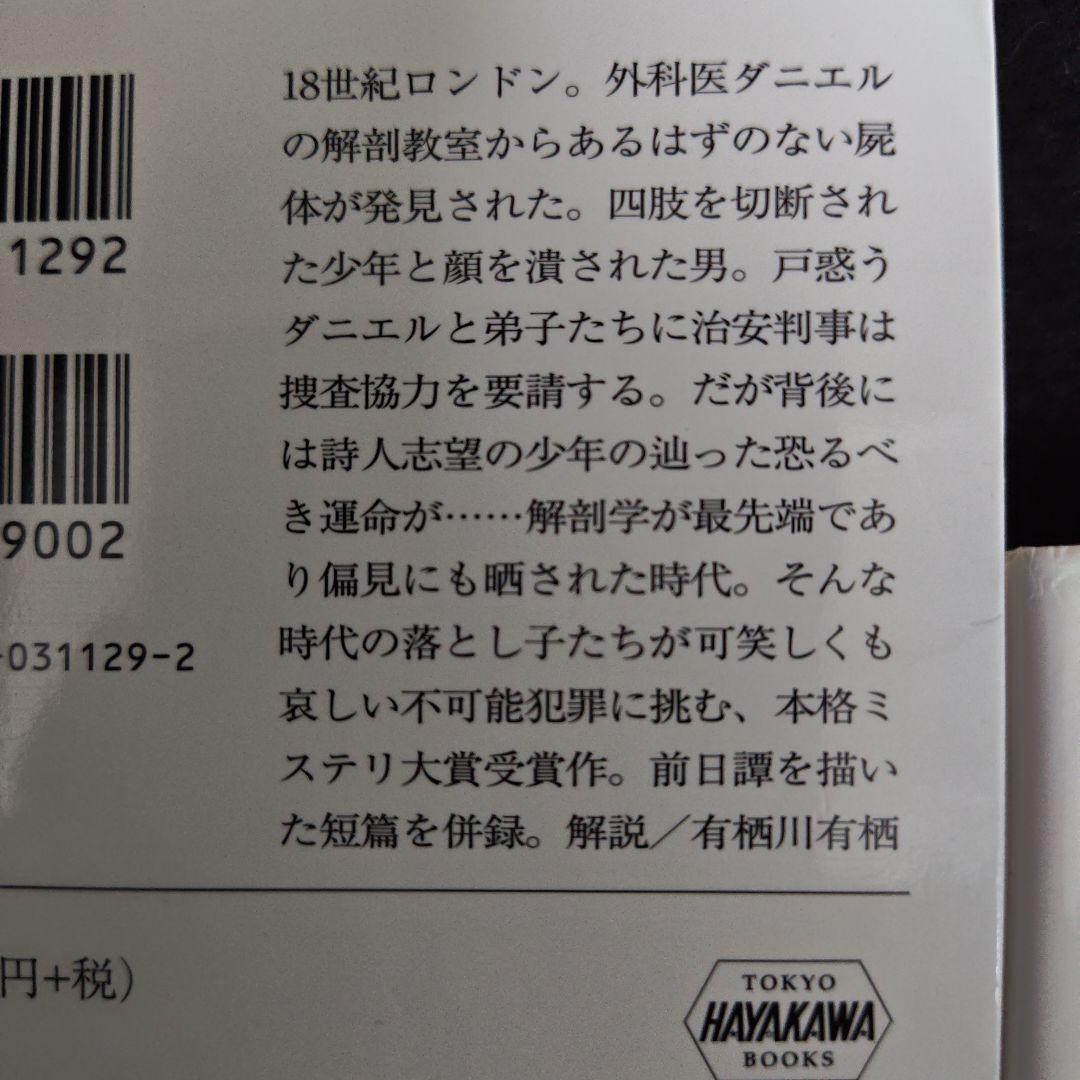 18世紀ロンドン。外科医ダニエル
の解剖教室からあるはずのない屍
体が発見された。四肢を切断され
た少年と顔を潰された男。戸惑う
ダニエルと弟子たちに治安判事は
捜査協力を要請する。だが背後に
は詩人志望の少年の辿った恐るべ
き運命が……解剖学が最先端であ
り偏見にも晒された時代。そんな
時代の落とし子たちが可笑しくも
哀しい不可能犯罪に挑む、本格ミ
ステリ大賞受賞作。前日譚を描い
た短篇を併録。解説／有栖川有栖
1292
9002
-031129-2
円+税)
TOKYO
HAYAKAWA
BOOKS